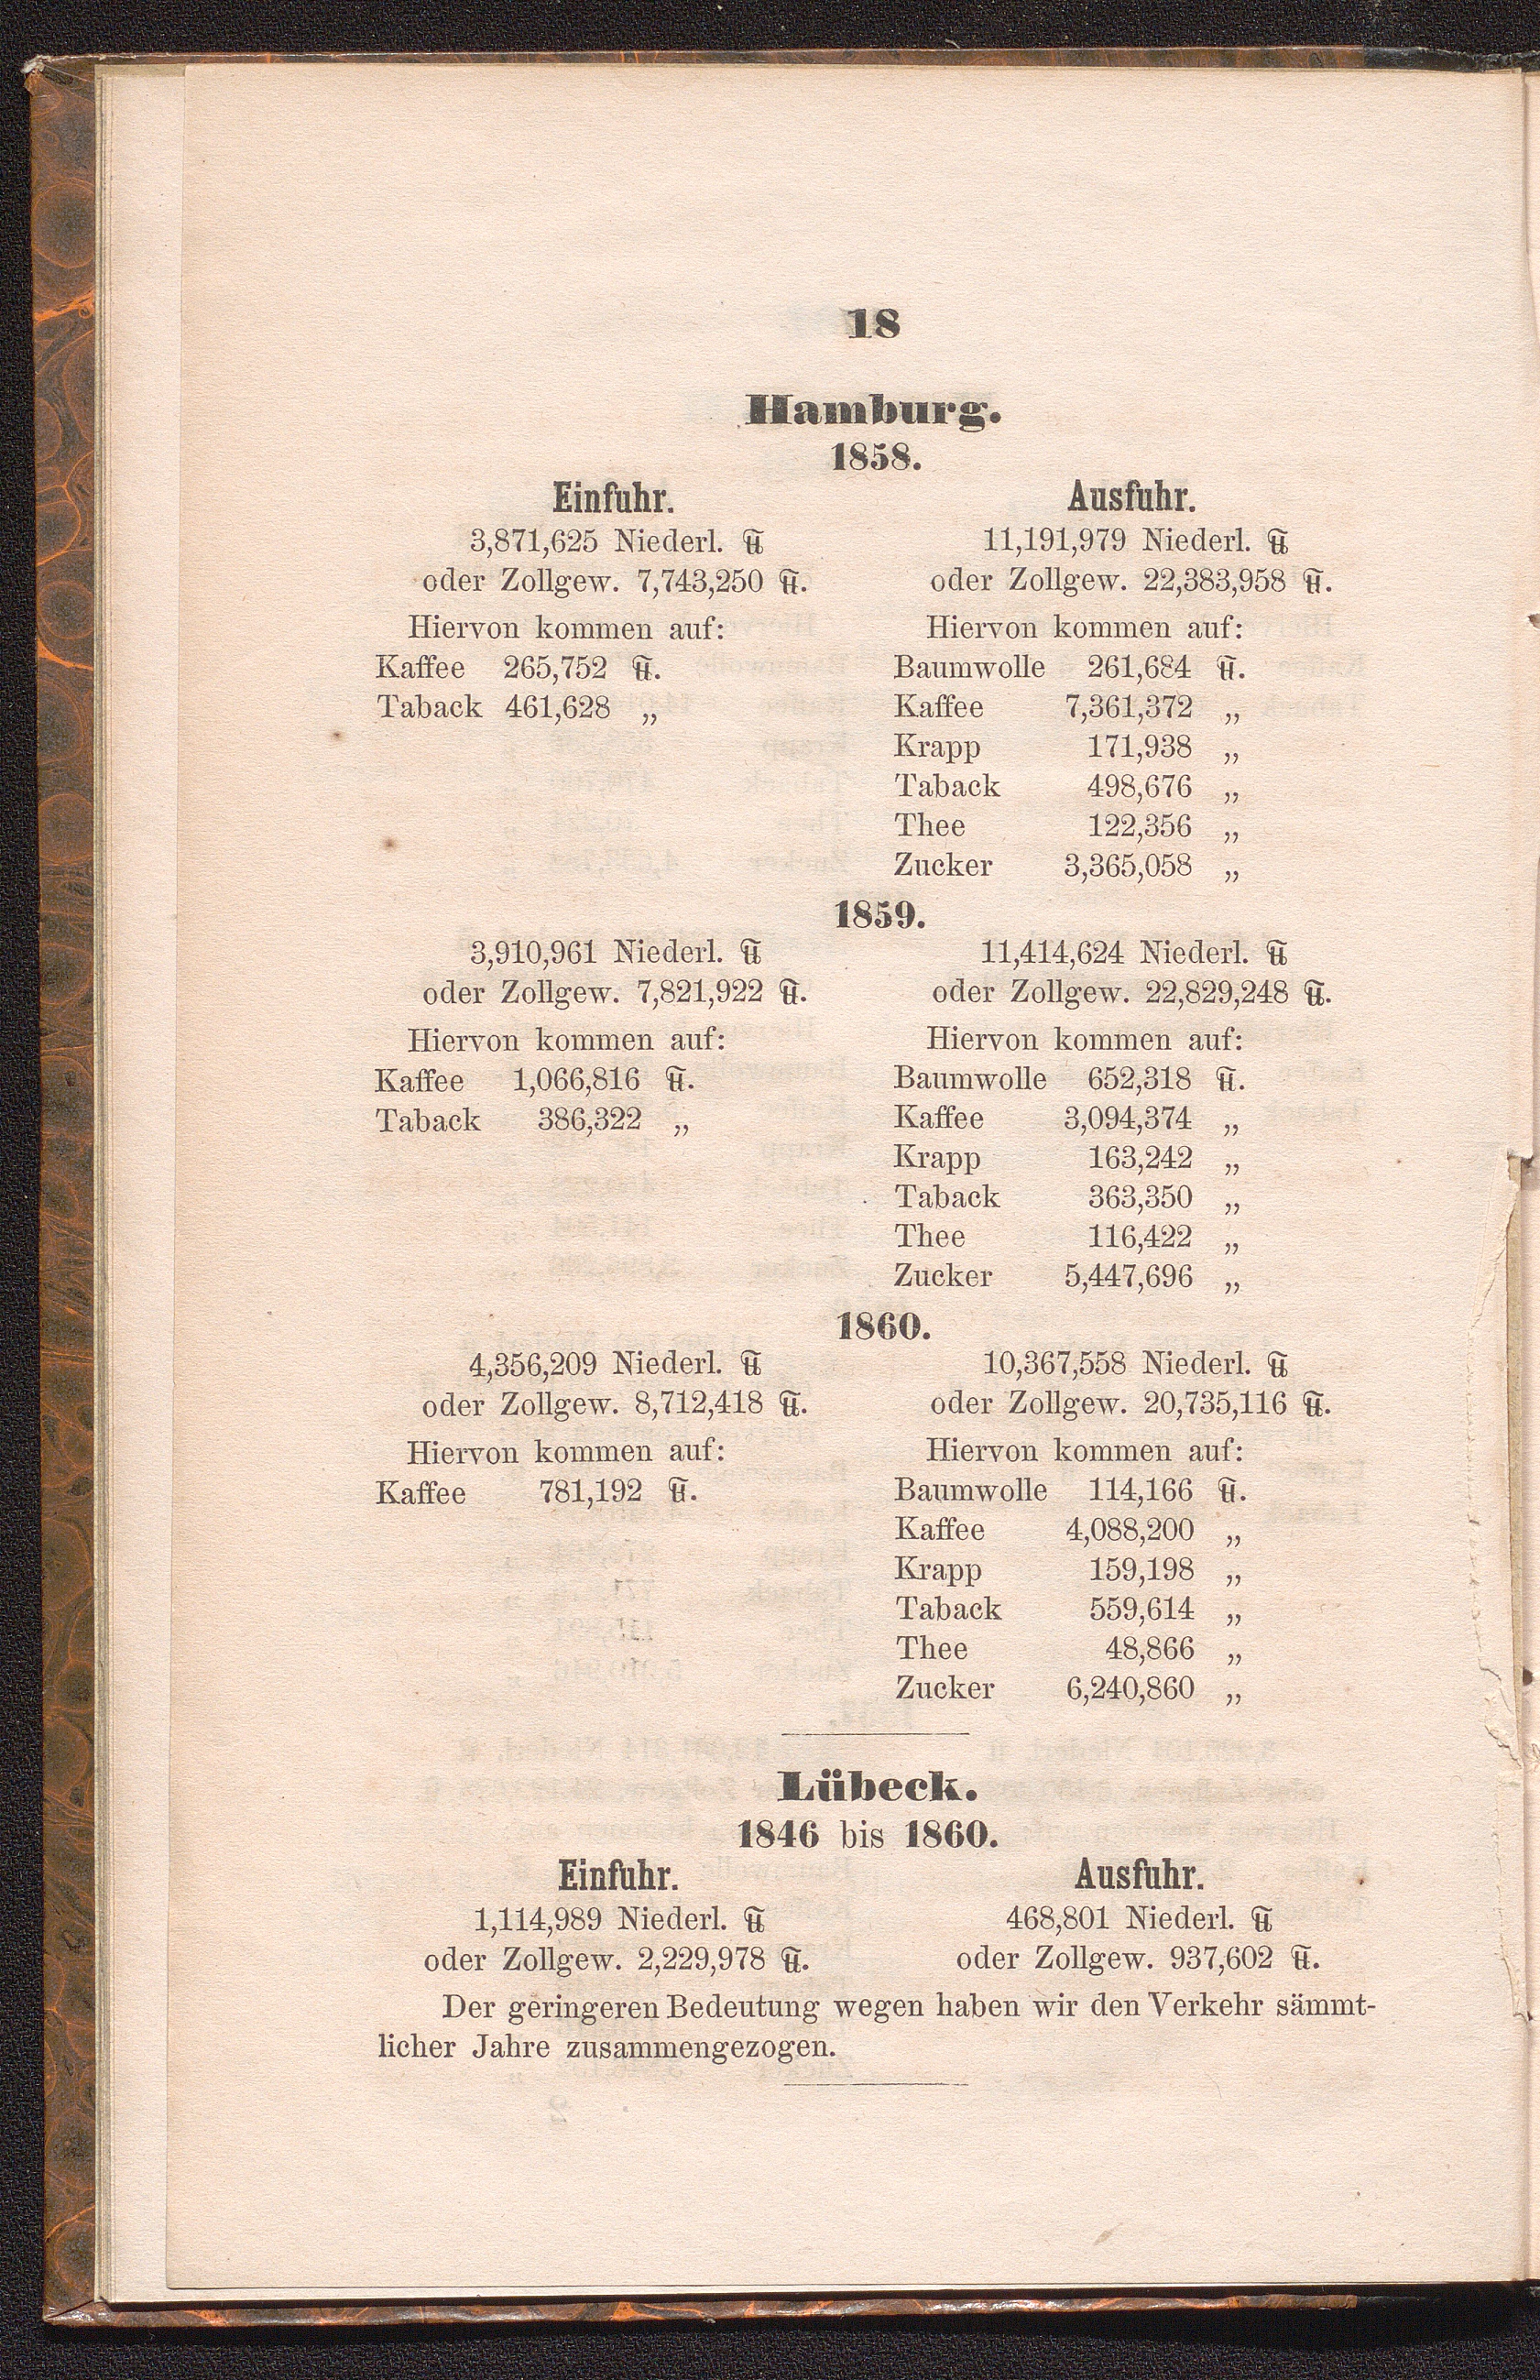 18
Hamburg.
1858.
Einfuhr.
3,871,625 Niederl. ℔
oder Zollgew. 7,743,250 ℔.
Hiervon kommen auf:
Kaffee 265,752 ℔.
Taback 461,628 „
Ausfuhr.
11,191,979 Niederl. ℔
oder Zollgew. 22,383,958 ℔.
Hiervon kommen auf:
Baumwolle 261,684 ℔.
Kaffee 7,361,372 „
Krapp 171,938 „
Taback 498,676 „
Thee 122,356 „
Zucker 3,365,058 „
1859.
3,910,961 Niederl. ℔
oder Zollgew. 7,821,922 ℔.
Hiervon kommen auf:
Kaffee 1,066,816 ℔.
Taback 386,322 „
11,414,624 Niederl. ℔
oder Zollgew. 22,829,248 ℔.
Hiervon kommen auf:
Baumwolle 652,318 ℔.
Kaffee 3,094,374 „
Krapp 163,242 „
Taback 363,350 „
Thee 116,422 „
Zucker 5,447,696 „
1860.
4,356,209 Niederl. ℔
oder Zollgew. 8,712,418 ℔.
Hiervon kommen auf:
Kaffee 781,192 ℔.
10,367,558 Niederl. ℔
oder Zollgew. 20,735,116 ℔.
Hiervon kommen auf:
Baumwolle 114,166 ℔.
Kaffee 4,088,200 „
Krapp 159,198 „
Taback 559,614 „
Thee 48,866 „
Zucker 6,240,860 „
Lübeck.
1846 bis 1860.
Einfuhr.
1,114,989 Niederl. ℔
oder Zollgew. 2,229,978 ℔.
Ausfuhr.
468,801 Niederl. ℔
oder Zollgew. 937,602 ℔.
Der geringeren Bedeutung wegen haben wir den Verkehr sämmt-
licher Jahre zusammengezogen.